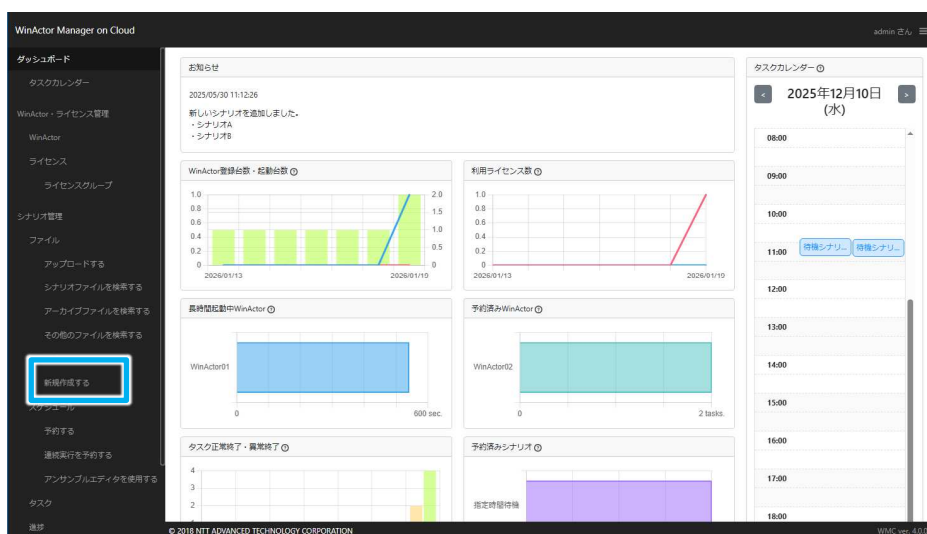 WinActor Manager on Cloud
admin さん
ダッシュボード
タスクカレンダー
WinActor・ライセンス管理
WinActor
ライセンス
ライセンスグループ
シナリオ管理
ファイル
アップロードする
シナリオファイルを検索する
アーカイブファイルを検索する
その他のファイルを検索する
新規作成する
スケジュール
予約する
連続実行を予約する
アンサンブルエディタを使用する
タスク
進捗
お知らせ
2025/05/30 11:12:26
新しいシナリオを追加しました。
・シナリオA
・シナリオB
WinActor登録台数・起動台数
1.0
0.8
0.6
0.4
0.2
0
2.0
1.5
1.0
0.5
0
2026/01/13
2026/01/19
利用ライセンス数
1.0
0.8
0.6
0.4
0.2
0
2026/01/13
2026/01/19
長時間起動中WinActor
WinActor01
0
600 sec.
予約済みWinActor
WinActor02
0
2 tasks.
タスク正常終了・異常終了
4
3
2
予約済みシナリオ
指定時間待機
タスクカレンダー
<
2025年12月10日
(水)
>
08:00
09:00
10:00
11:00
待機シナリ...
待機シナリ...
12:00
13:00
14:00
15:00
16:00
17:00
18:00
© 2018 NTT ADVANCED TECHNOLOGY CORPORATION
WMC ver. 4.0.0